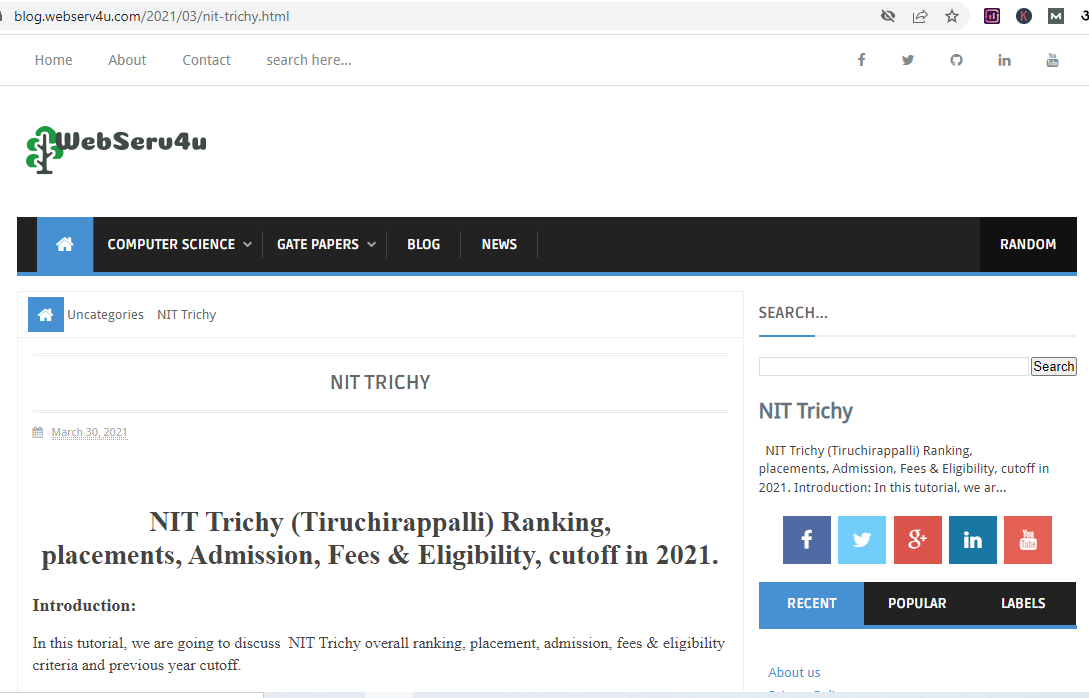 blog.webserv4u.com/2021/03/nit-trichy.html
Home About Contact search here...
WebServ4u
COMPUTER SCIENCE GATE PAPERS BLOG NEWS RANDOM
Uncategories NIT Trichy
NIT TRICHY
March 30, 2021
NIT Trichy (Tiruchirappalli) Ranking,
placements, Admission, Fees & Eligibility, cutoff in 2021.
Introduction:
In this tutorial, we are going to discuss NIT Trichy overall ranking, placement, admission, fees & eligibility
criteria and previous year cutoff.
SEARCH...
Search
NIT Trichy
NIT Trichy (Tiruchirappalli) Ranking,
placements, Admission, Fees & Eligibility, cutoff in
2021. Introduction: In this tutorial, we ar...
RECENT POPULAR LABELS
About us